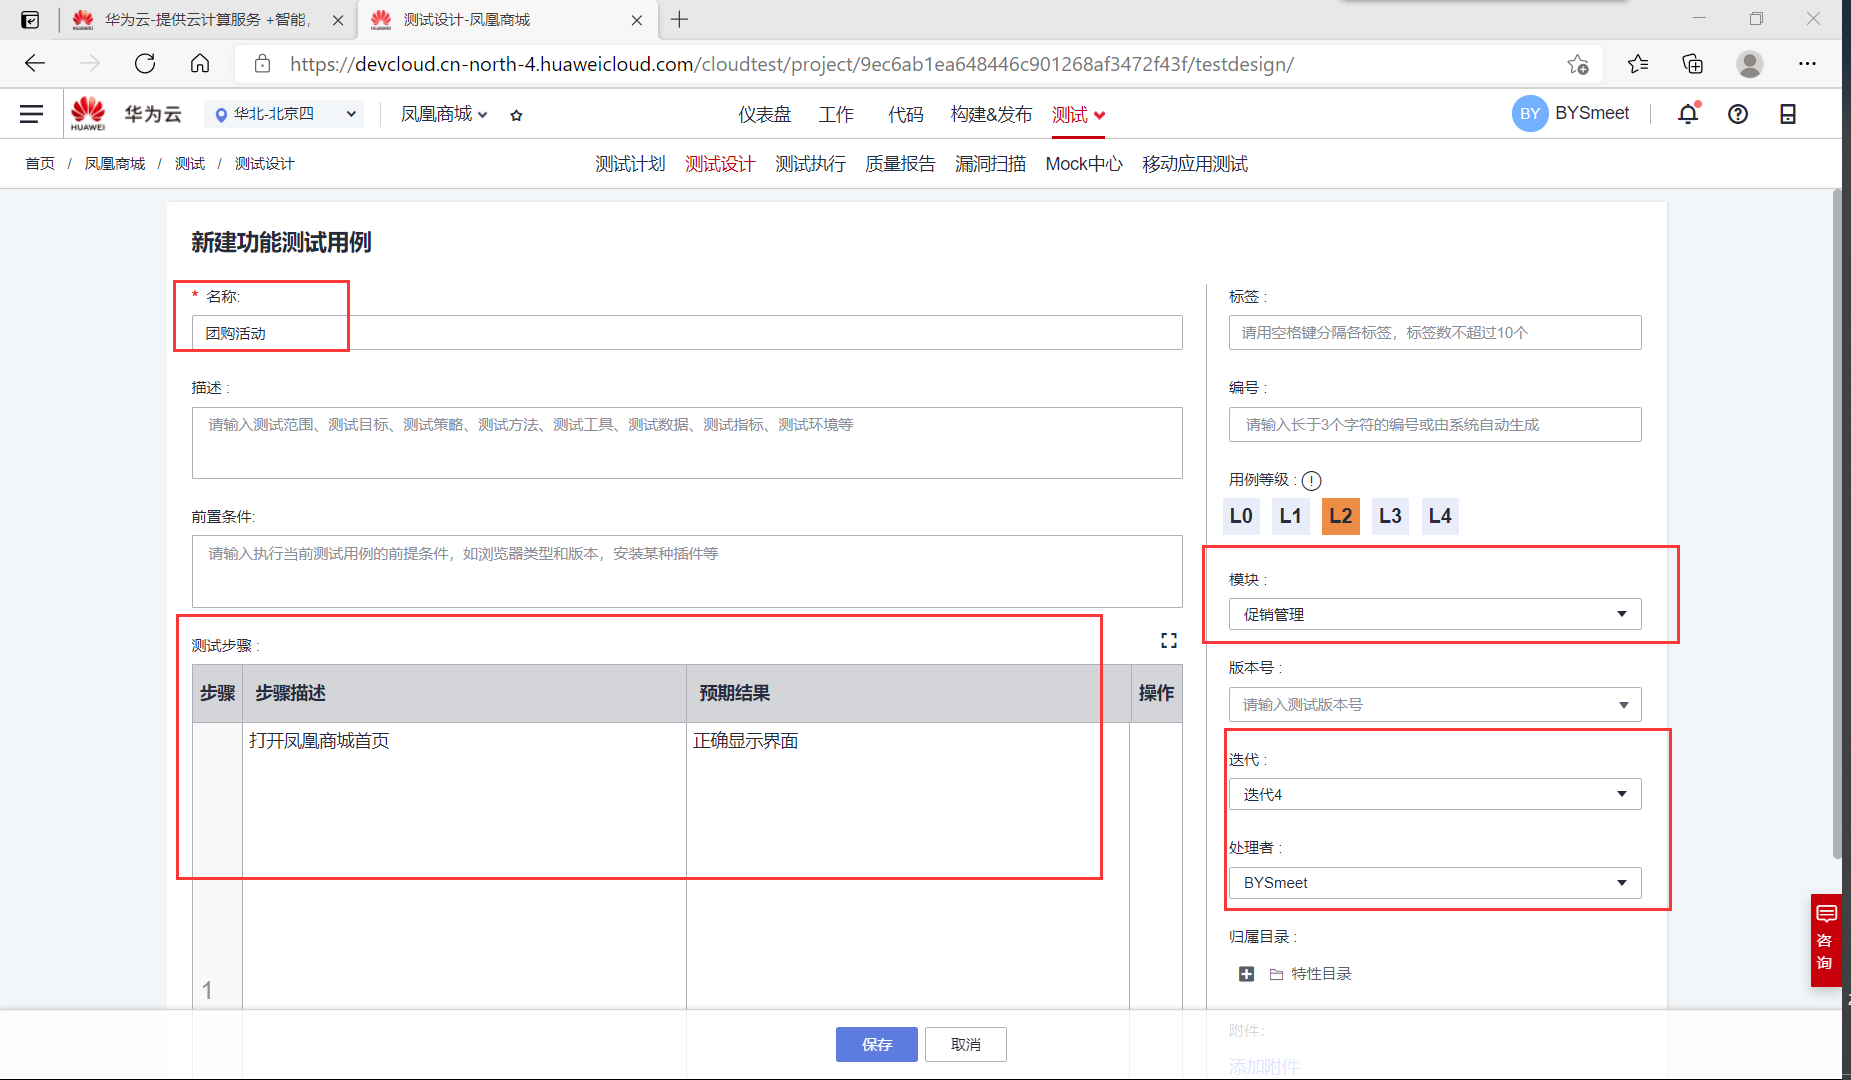 华为云-提供云计算服务 +智能,
测试设计-凤凰商城
https://devcloud.cn-north-4.huaweicloud.com/cloudtest/project/9ec6ab1ea648446c901268af3472f43f/testdesign/
HUAWEI
华为云
华北-北京四
凤凰商城
仪表盘
工作
代码
构建&发布
测试
BY
BYSmeet
首页 / 凤凰商城 / 测试 / 测试设计
测试计划
测试设计
测试执行
质量报告
漏洞扫描
Mock中心
移动应用测试
新建功能测试用例
* 名称:
团购活动
描述 :
请输入测试范围、测试目标、测试策略、测试方法、测试工具、测试数据、测试指标、测试环境等
前置条件:
请输入执行当前测试用例的前提条件，如浏览器类型和版本，安装某种插件等
测试步骤 :
步骤
步骤描述
预期结果
操作
打开凤凰商城首页
正确显示界面
1
标签 :
请用空格键分隔各标签，标签数不超过10个
编号 :
请输入长于3个字符的编号或由系统自动生成
用例等级 :
L0
L1
L2
L3
L4
模块 :
促销管理
版本号 :
请输入测试版本号
迭代 :
迭代4
处理者 :
BYSmeet
归属目录 :
特性目录
附件:
添加附件
保存
取消
咨
询